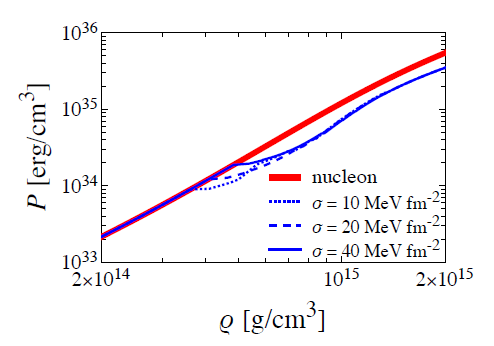 10^36
10^35
10^34
10^33
P [erg/cm^3]
nucleon
σ = 10 MeV fm^-2
σ = 20 MeV fm^-2
σ = 40 MeV fm^-2
2×10^14
10^15
2×10^15
ϱ [g/cm^3]